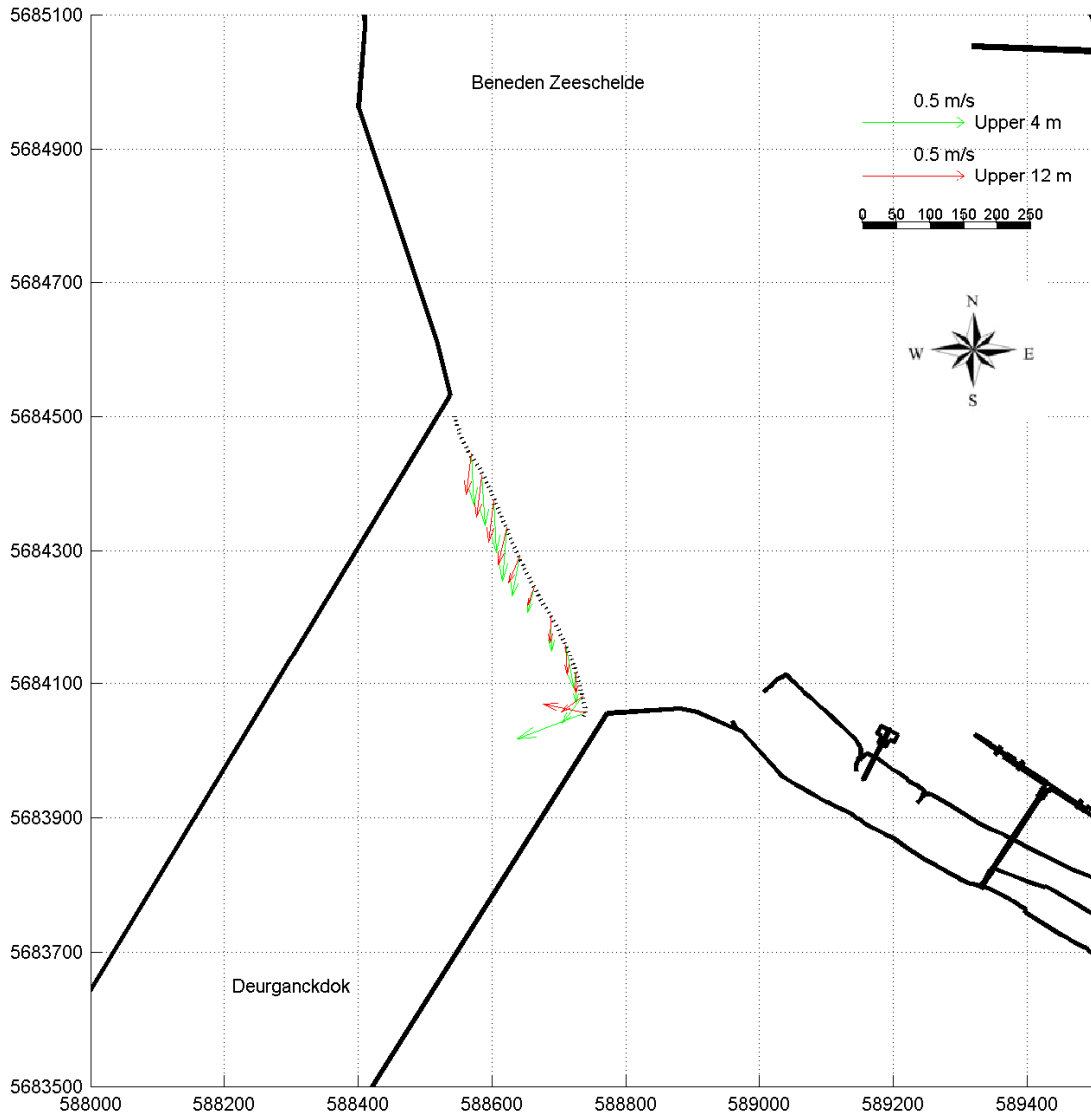 5685100
Beneden Zeeschelde
0.5 m/s
Upper 4 m
5684900
0.5 m/s
Upper 12 m
0 50 100 150 200 250
5684700
N
W E
S
5684500
5684300
5684100
5683900
5683700
Deurganckdok
5683500
588000 588200 588400 588600 588800 589000 589200 589400